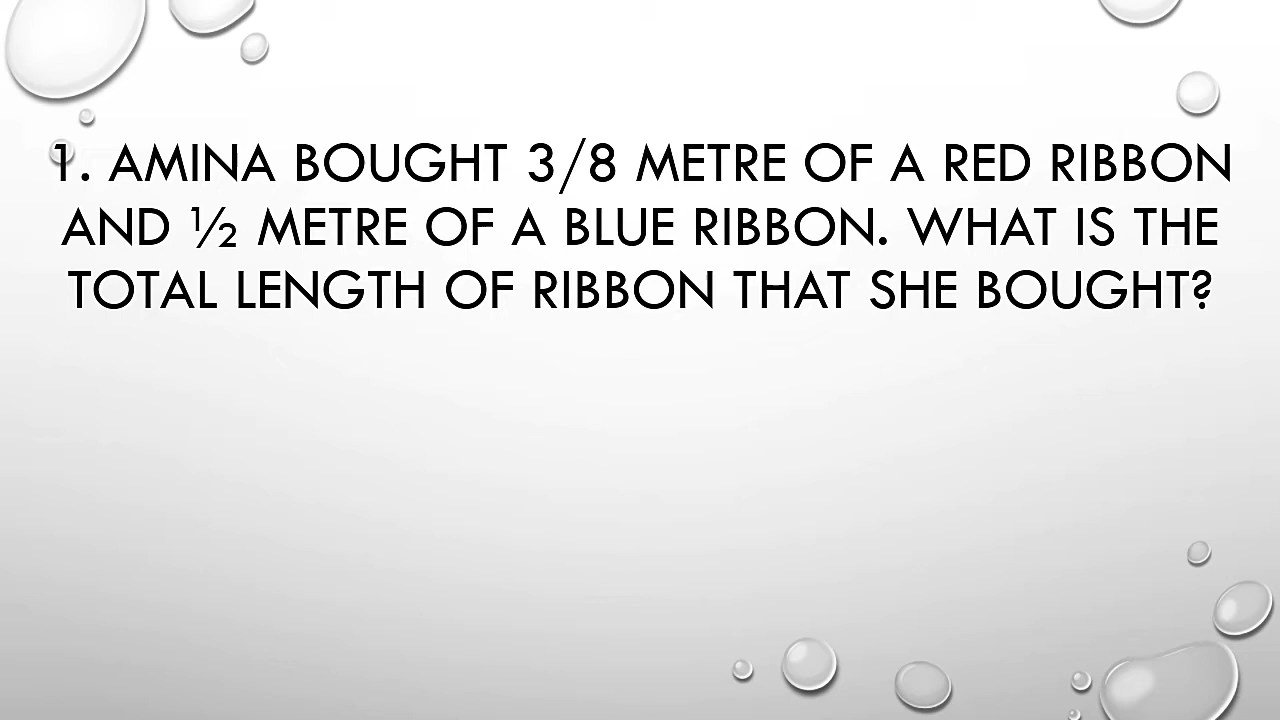 1. AMINA BOUGHT 3/8 METRE OF A RED RIBBON
AND ½ METRE OF A BLUE RIBBON. WHAT IS THE
TOTAL LENGTH OF RIBBON THAT SHE BOUGHT?